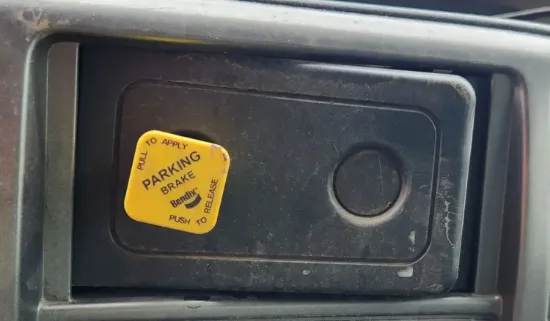 PULL TO APPLY
PARKING
BRAKE
Bendix
PUSH TO RELEASE